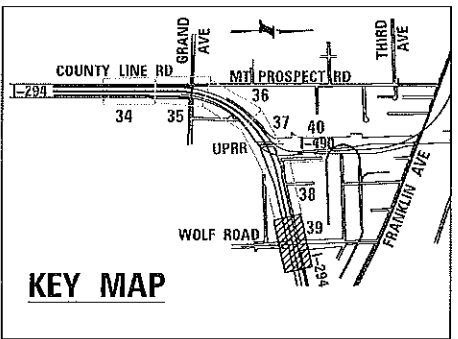 GRAND AVE
THIRD AVE
COUNTY LINE RD
MT PROSPECT RD
I-294
36
34
35
37
40
I-490
UPRR
38
FRANKLIN AVE
39
WOLF ROAD
I-294
KEY MAP